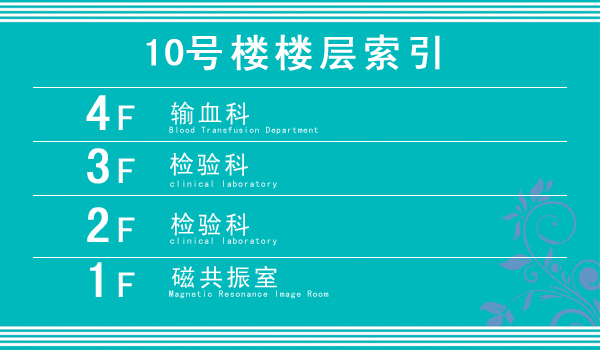 10号楼楼层索引
4F 输血科
Blood Transfusion Department
3F 检验科
clinical laboratory
2F 检验科
clinical laboratory
1F 磁共振室
Magnetic Resonance Image Room